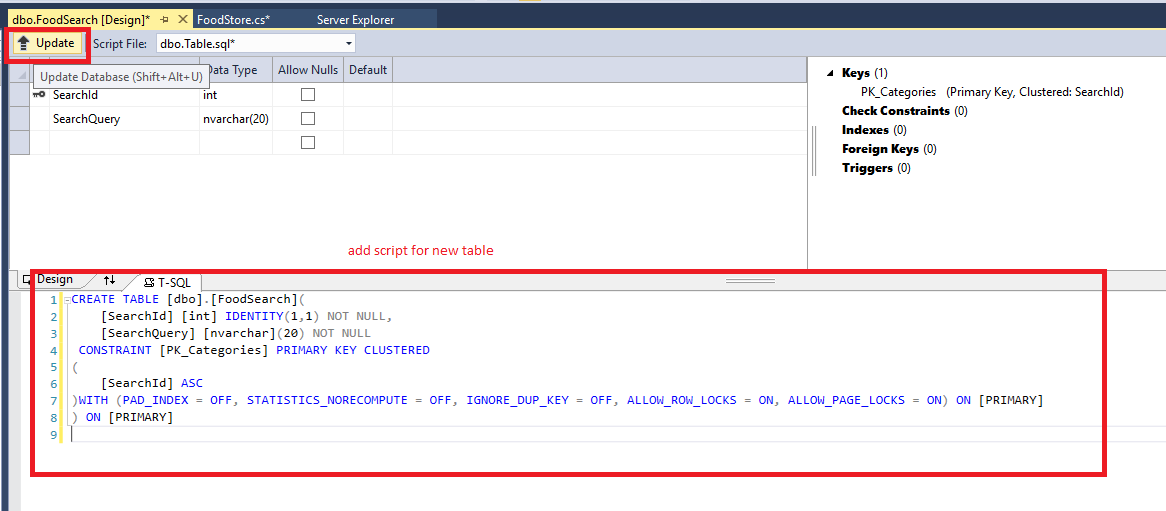 dbo.FoodSearch [Design]* FoodStore.cs* Server Explorer
Update Script File: dbo.Table.sql*
Update Database (Shift+Alt+U) Data Type Allow Nulls Default
SearchId int
SearchQuery nvarchar(20)
Keys (1)
PK_Categories (Primary Key, Clustered: SearchId)
Check Constraints (0)
Indexes (0)
Foreign Keys (0)
Triggers (0)
add script for new table
Design T-SQL
1 CREATE TABLE [dbo].[FoodSearch](
2 [SearchId] [int] IDENTITY(1,1) NOT NULL,
3 [SearchQuery] [nvarchar](20) NOT NULL
4 CONSTRAINT [PK_Categories] PRIMARY KEY CLUSTERED
5 (
6 [SearchId] ASC
7 )WITH (PAD_INDEX = OFF, STATISTICS_NORECOMPUTE = OFF, IGNORE_DUP_KEY = OFF, ALLOW_ROW_LOCKS = ON, ALLOW_PAGE_LOCKS = ON) ON [PRIMARY]
8 ) ON [PRIMARY]
9